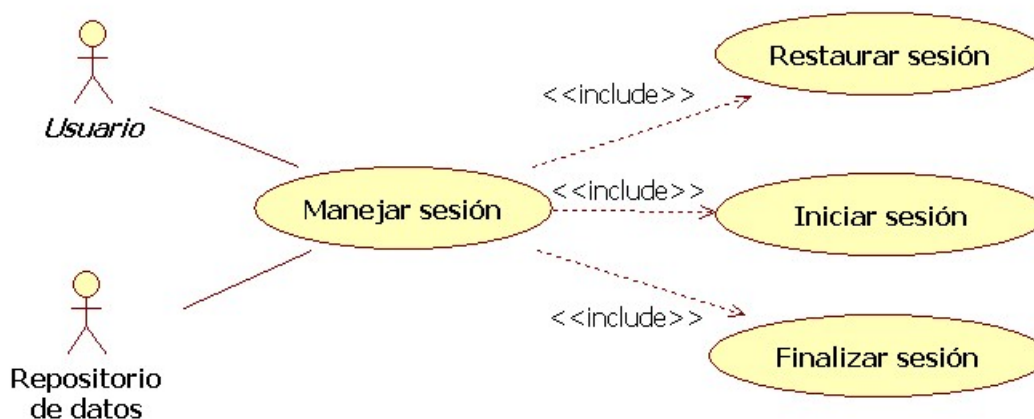 Restaurar sesión
<<include>>
Usuario
<<include>>
Manejar sesión
Iniciar sesión
<<include>>
Finalizar sesión
Repositorio
de datos